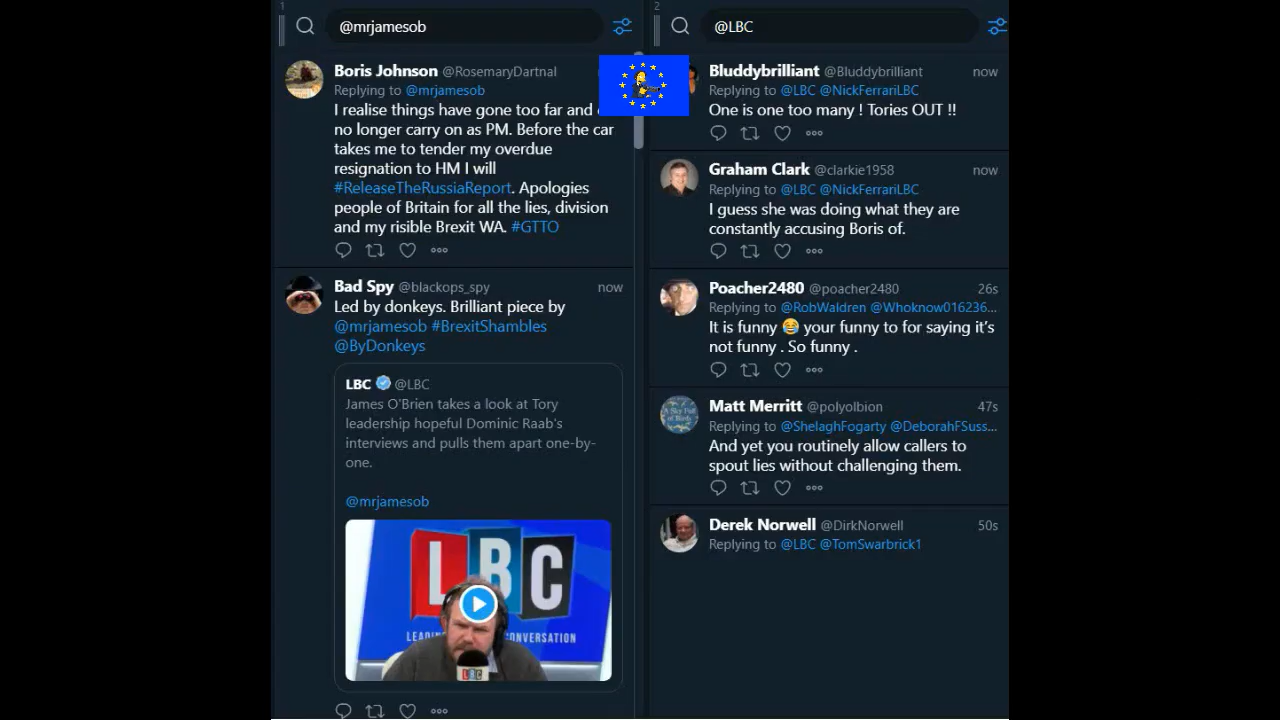 1
@mrjamesob
Boris Johnson @RosemaryDartnal
Replying to @mrjamesob
I realise things have gone too far and
no longer carry on as PM. Before the car
takes me to tender my overdue
resignation to HM I will
#ReleaseTheRussiaReport. Apologies
people of Britain for all the lies, division
and my risible Brexit WA. #GTTO
Bad Spy @blackops_spy now
Led by donkeys. Brilliant piece by
@mrjamesob #BrexitShambles
@ByDonkeys
LBC @LBC
James O'Brien takes a look at Tory
leadership hopeful Dominic Raab's
interviews and pulls them apart one-by-
one.
@mrjamesob
LBC
LEADING CONVERSATION
LBC
2
@LBC
Bluddybrilliant @Bluddybrilliant now
Replying to @LBC @NickFerrariLBC
One is one too many ! Tories OUT !!
Graham Clark @clarkie1958 now
Replying to @LBC @NickFerrariLBC
I guess she was doing what they are
constantly accusing Boris of.
Poacher2480 @poacher2480 26s
Replying to @RobWaldren @Whoknow016236...
It is funny 😂 your funny to for saying it's
not funny . So funny .
Matt Merritt @polyolbion 47s
Replying to @ShelaghFogarty @DeborahFSuss...
And yet you routinely allow callers to
spout lies without challenging them.
Derek Norwell @DirkNorwell 50s
Replying to @LBC @TomSwarbrick1